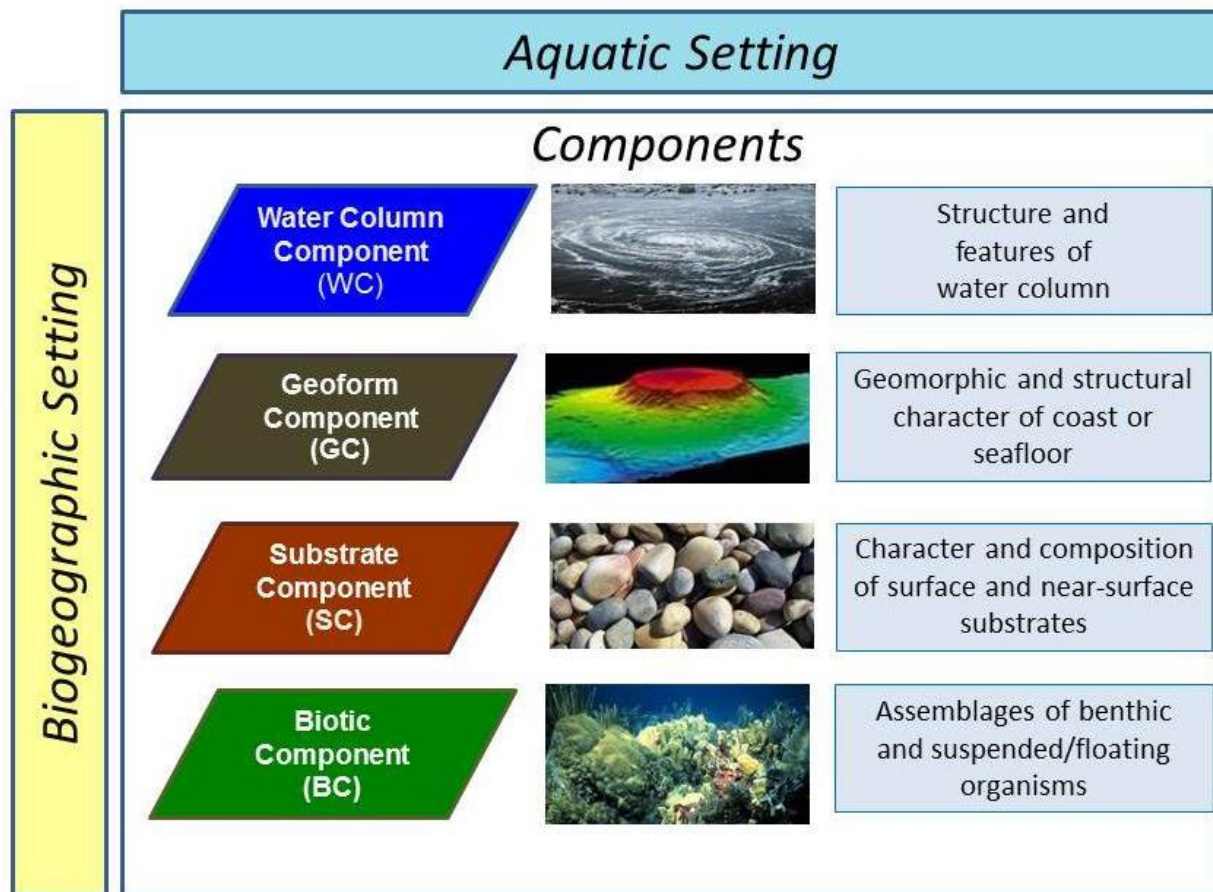 Aquatic Setting
Biogeographic Setting
Components
Water Column
Component
(WC)
Structure and
features of
water column
Geoform
Component
(GC)
Geomorphic and structural
character of coast or
seafloor
Substrate
Component
(SC)
Character and composition
of surface and near-surface
substrates
Biotic
Component
(BC)
Assemblages of benthic
and suspended/floating
organisms